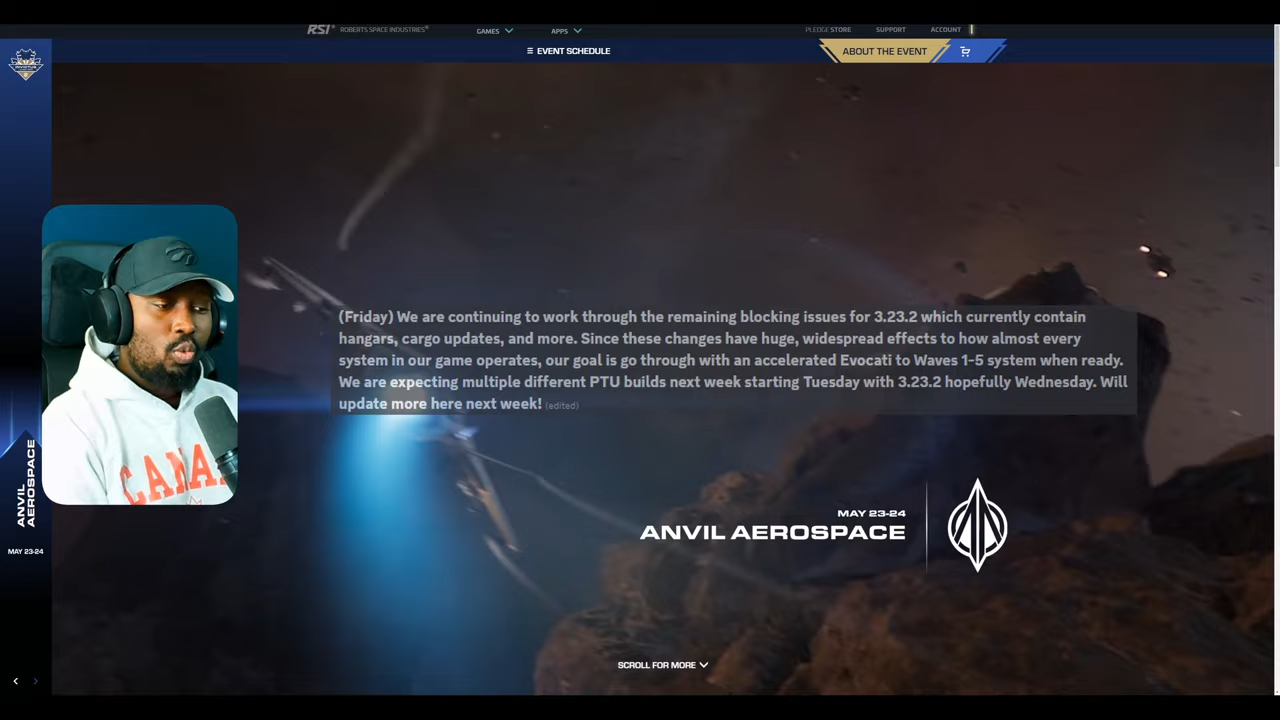 RSI ROBERTS SPACE INDUSTRIES®
GAMES
APPS
PLEDGE STORE
SUPPORT
ACCOUNT
EVENT SCHEDULE
ABOUT THE EVENT
INVICTUS
(Friday) We are continuing to work through the remaining blocking issues for 3.23.2 which currently contain
hangars, cargo updates, and more. Since these changes have huge, widespread effects to how almost every
system in our game operates, our goal is go through with an accelerated Evocati to Waves 1-5 system when ready.
We are expecting multiple different PTU builds next week starting Tuesday with 3.23.2 hopefully Wednesday. Will
update more here next week! (edited)
CANA
ANVIL
AEROSPACE
MAY 23-24
MAY 23-24
ANVIL AEROSPACE
SCROLL FOR MORE